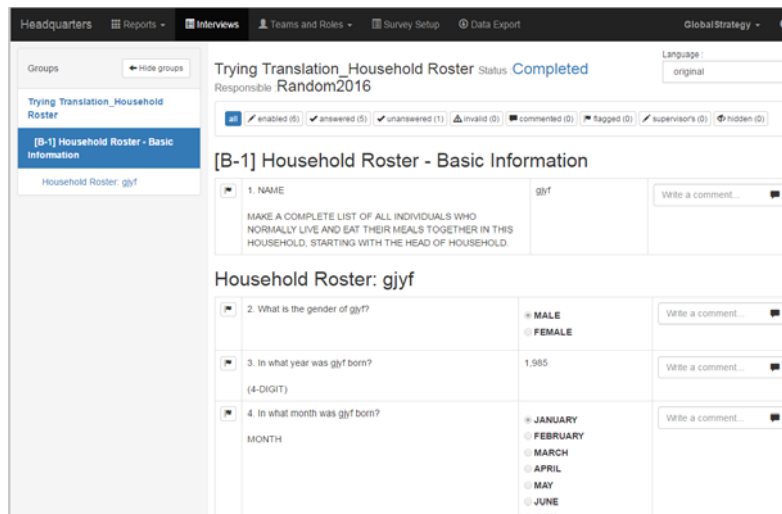 Headquarters Reports Interviews Teams and Roles Survey Setup Data Export GlobalStrategy
Groups Hide groups
Trying Translation_Household
Roster
[B-1] Household Roster - Basic
Information
Household Roster: gjyf
Trying Translation_Household Roster Status Completed
Responsible Random2016
Language :
original
all enabled (6) answered (5) unanswered (1) invalid (0) commented (0) flagged (0) supervisor's (0) hidden (0)
[B-1] Household Roster - Basic Information
1. NAME
MAKE A COMPLETE LIST OF ALL INDIVIDUALS WHO
NORMALLY LIVE AND EAT THEIR MEALS TOGETHER IN THIS
HOUSEHOLD, STARTING WITH THE HEAD OF HOUSEHOLD.
gjyf
Write a comment...
Household Roster: gjyf
2. What is the gender of gjyf?
MALE
FEMALE
Write a comment...
3. In what year was gjyf born?
(4-DIGIT)
1,985
Write a comment...
4. In what month was gjyf born?
MONTH
JANUARY
FEBRUARY
MARCH
APRIL
MAY
JUNE
Write a comment...